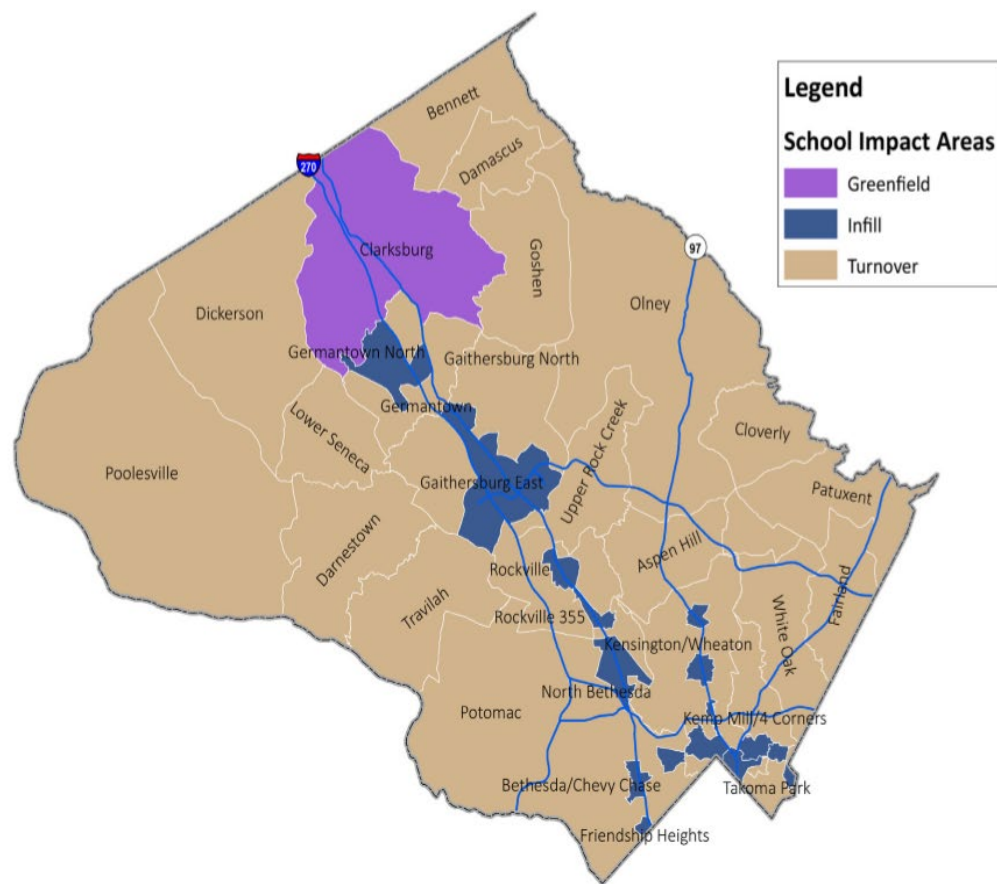 Legend
School Impact Areas
Greenfield
Infill
Turnover
Bennett
Damascus
270
97
Clarksburg
Goshen
Olney
Dickerson
Germantown North
Gaithersburg North
Germantown
Lower Seneca
Upper Rock Creek
Cloverly
Poolesville
Gaithersburg East
Patuxent
Darnestown
Aspen Hill
Rockville
Travilah
Fairland
Rockville 355
White Oak
Kensington/Wheaton
North Bethesda
Potomac
Kemp Mill/4 Corners
Bethesda/Chevy Chase
Takoma Park
Friendship Heights